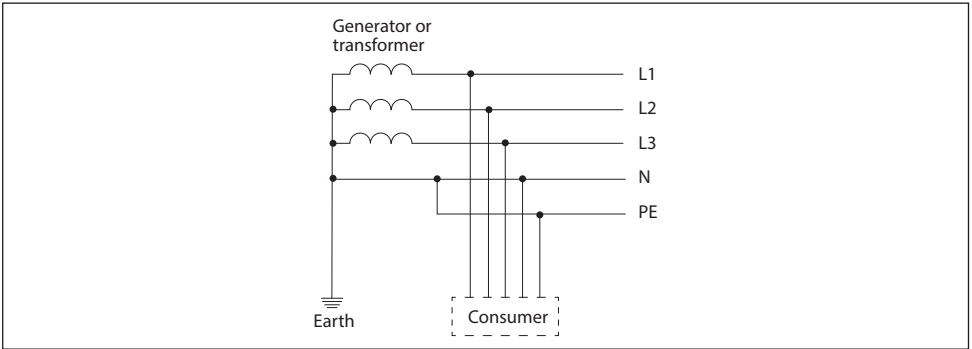 Generator or
transformer
L1
L2
L3
N
PE
Earth
Consumer